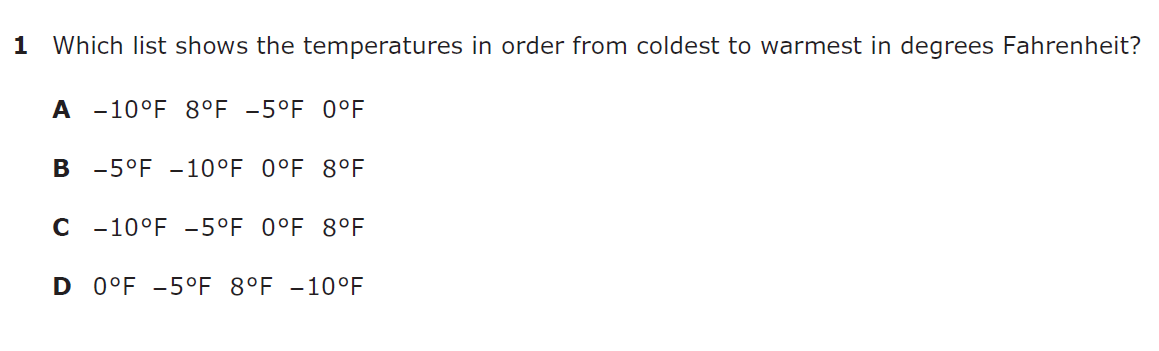 1 Which list shows the temperatures in order from coldest to warmest in degrees Fahrenheit?
A –10°F 8°F –5°F 0°F
B –5°F –10°F 0°F 8°F
C –10°F –5°F 0°F 8°F
D 0°F –5°F 8°F –10°F